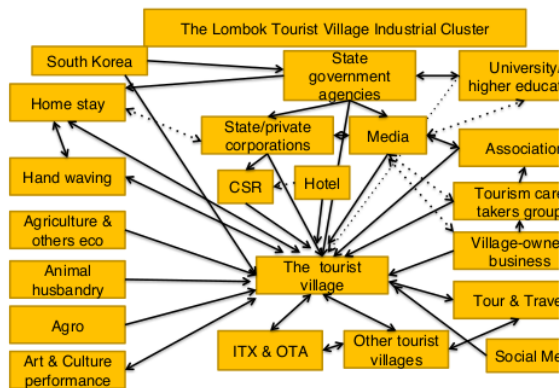 The Lombok Tourist Village Industrial Cluster
South Korea
State
government
agencies
University/
higher educat
Home stay
State/private
corporations
Media
Association
Hand waving
CSR
Hotel
Tourism care
takers group
Agriculture &
others eco
Village-owne
business
The tourist
village
Animal
husbandry
Tour & Trave
Agro
ITX & OTA
Other tourist
villages
Social Me
Art & Culture
performance